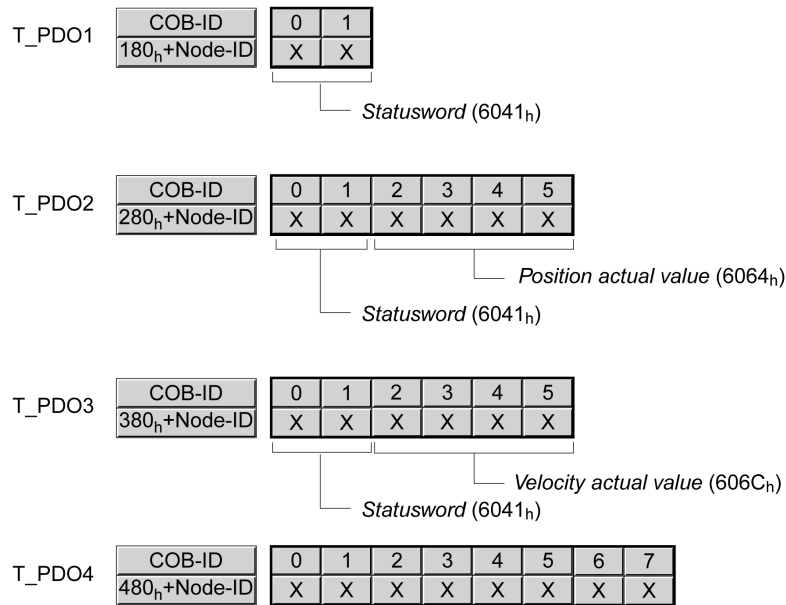 T_PDO1 COB-ID 0 1
180h+Node-ID X X
Statusword (6041h)
T_PDO2 COB-ID 0 1 2 3 4 5
280h+Node-ID X X X X X X
Position actual value (6064h)
Statusword (6041h)
T_PDO3 COB-ID 0 1 2 3 4 5
380h+Node-ID X X X X X X
Velocity actual value (606Ch)
Statusword (6041h)
T_PDO4 COB-ID 0 1 2 3 4 5 6 7
480h+Node-ID X X X X X X X X